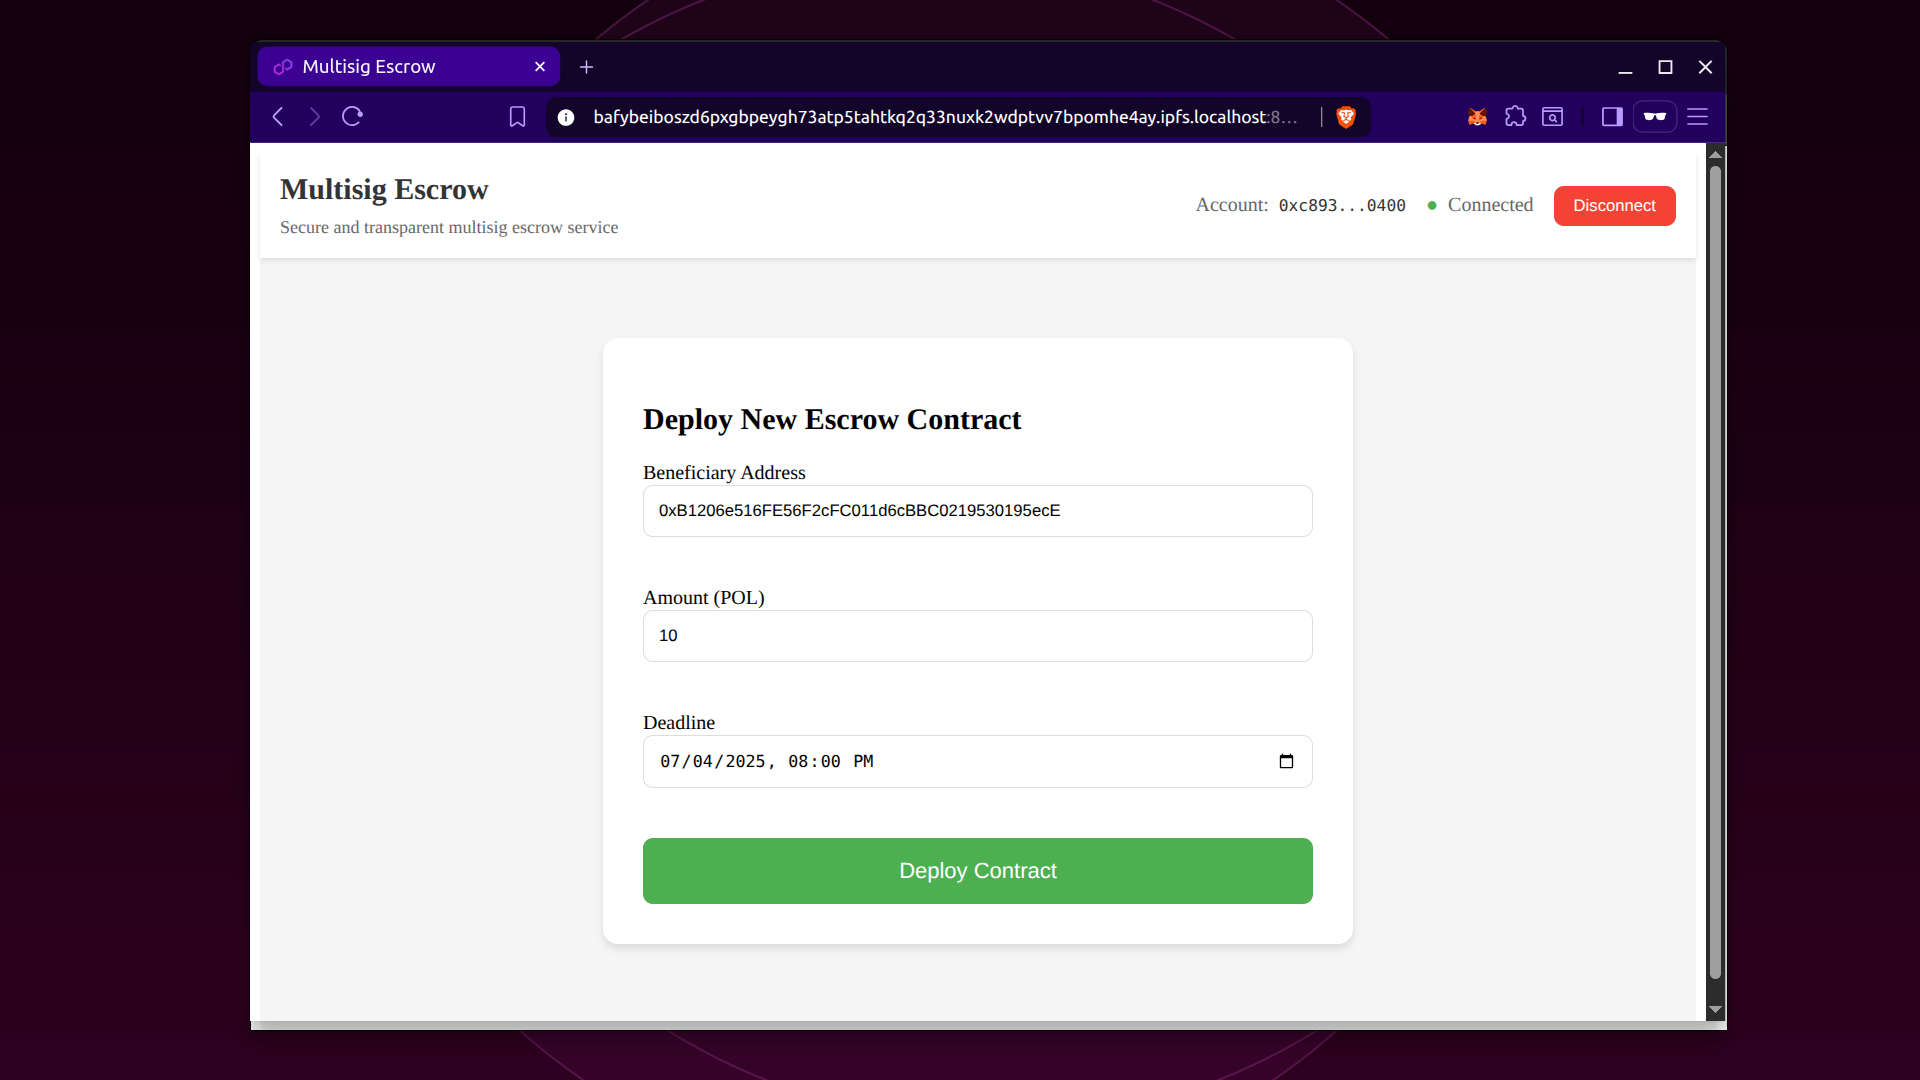 Multisig Escrow
bafybeiboszd6pxgbpeygh73atp5tahtkq2q33nuxk2wdptvv7bpomhe4ay.ipfs.localhost:8...
Multisig Escrow
Secure and transparent multisig escrow service
Account: 0xc893...0400 Connected Disconnect
Deploy New Escrow Contract
Beneficiary Address
0xB1206e516FE56F2cFC011d6cBBC0219530195ecE
Amount (POL)
10
Deadline
07/04/2025, 08:00 PM
Deploy Contract